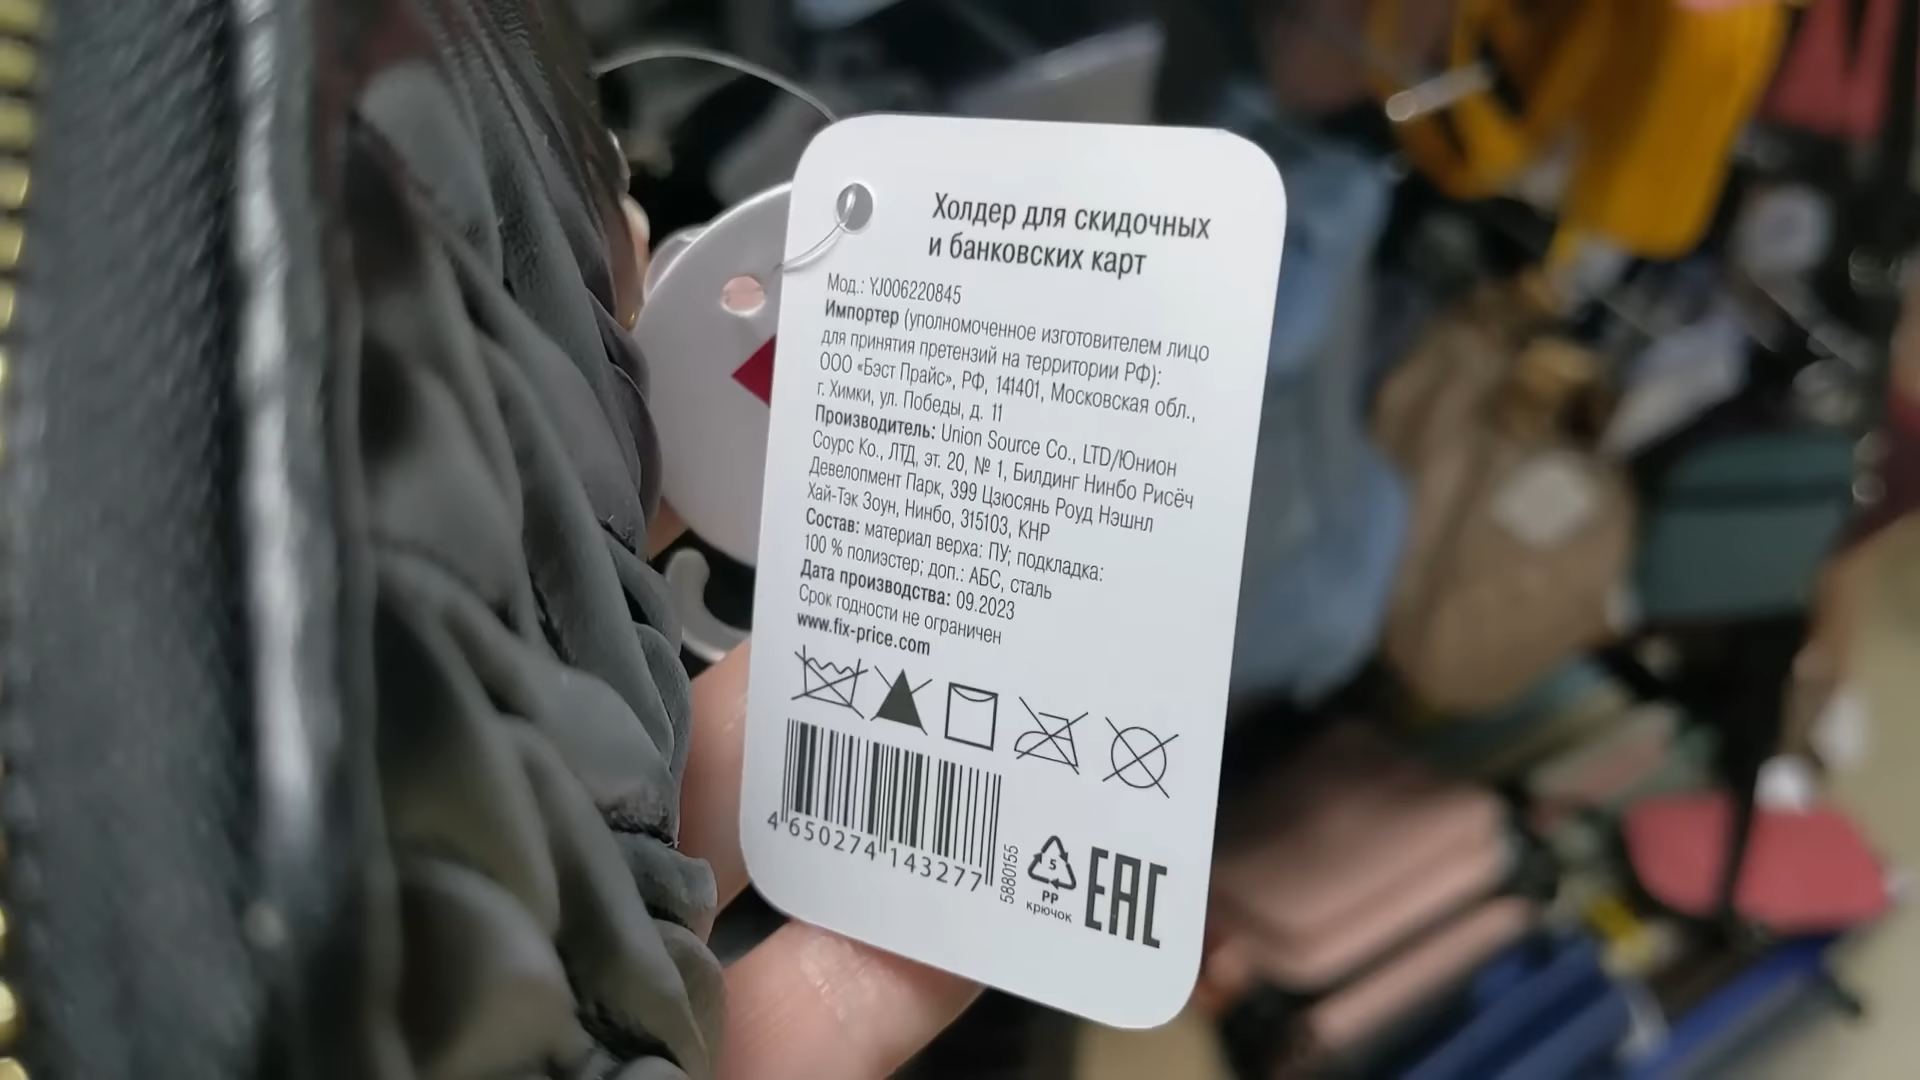 Холдер для скидочных
и банковских карт
Мод.: YJ006220845
Импортер (уполномоченное изготовителем лицо
для принятия претензий на территории РФ):
ООО «Бэст Прайс», РФ, 141401, Московская обл.,
г. Химки, ул. Победы, д. 11
Производитель: Union Source Co., LTD/Юнион
Соурс Ко., ЛТД, эт. 20, № 1, Билдинг Нинбо Рисёч
Девелопмент Парк, 399 Цзюсянь Роуд Нэшнл
Хай-Тэк Зоун, Нинбо, 315103, КНР
Состав: материал верха: ПУ; подкладка:
100 % полиэстер; доп.: АБС, сталь
Дата производства: 09.2023
Срок годности не ограничен
www.fix-price.com
4 650274 143277
5880155
5
PP
крючок
EAC